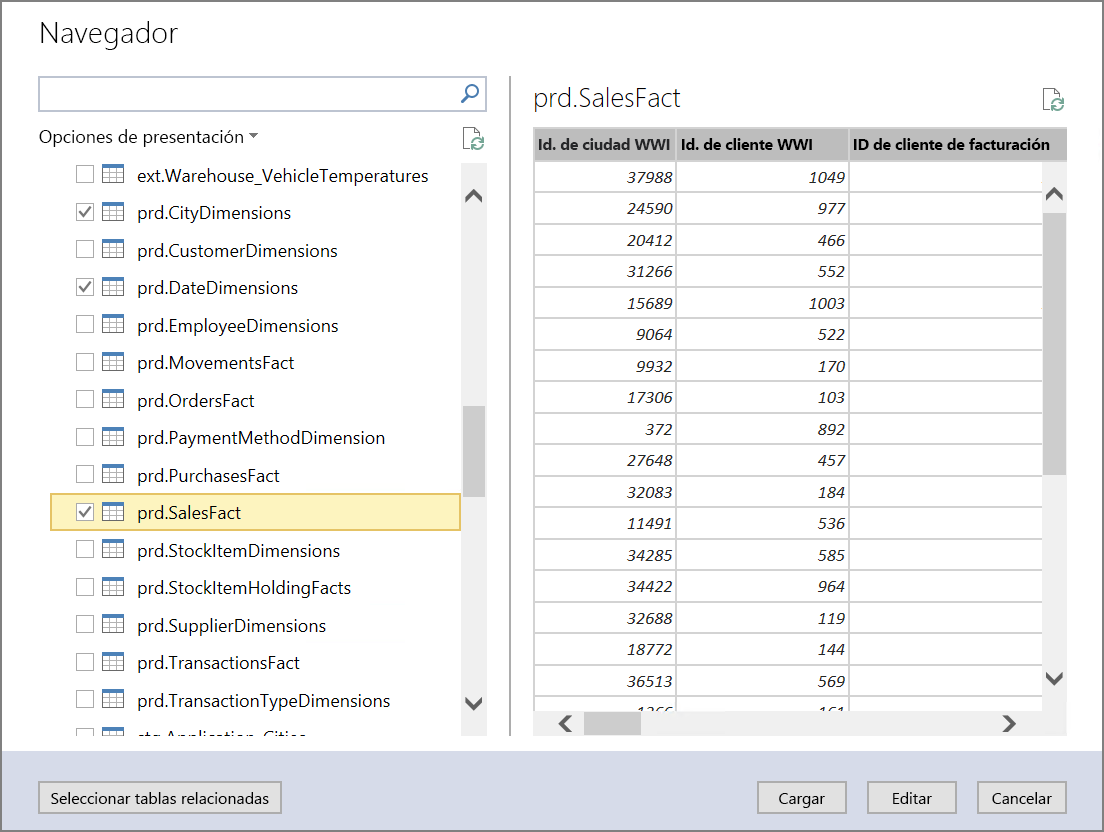 Navegador
Opciones de presentación
ext.Warehouse_VehicleTemperatures
prd.CityDimensions
prd.CustomerDimensions
prd.DateDimensions
prd.EmployeeDimensions
prd.MovementsFact
prd.OrdersFact
prd.PaymentMethodDimension
prd.PurchasesFact
prd.SalesFact
prd.StockItemDimensions
prd.StockItemHoldingFacts
prd.SupplierDimensions
prd.TransactionsFact
prd.TransactionTypeDimensions
prd.SalesFact
Id. de ciudad WWI Id. de cliente WWI ID de cliente de facturación
37988 1049
24590 977
20412 466
31266 552
15689 1003
9064 522
9932 170
17306 103
372 892
27648 457
32083 184
11491 536
34285 585
34422 964
32688 119
18772 144
36513 569
Seleccionar tablas relacionadas Cargar Editar Cancelar